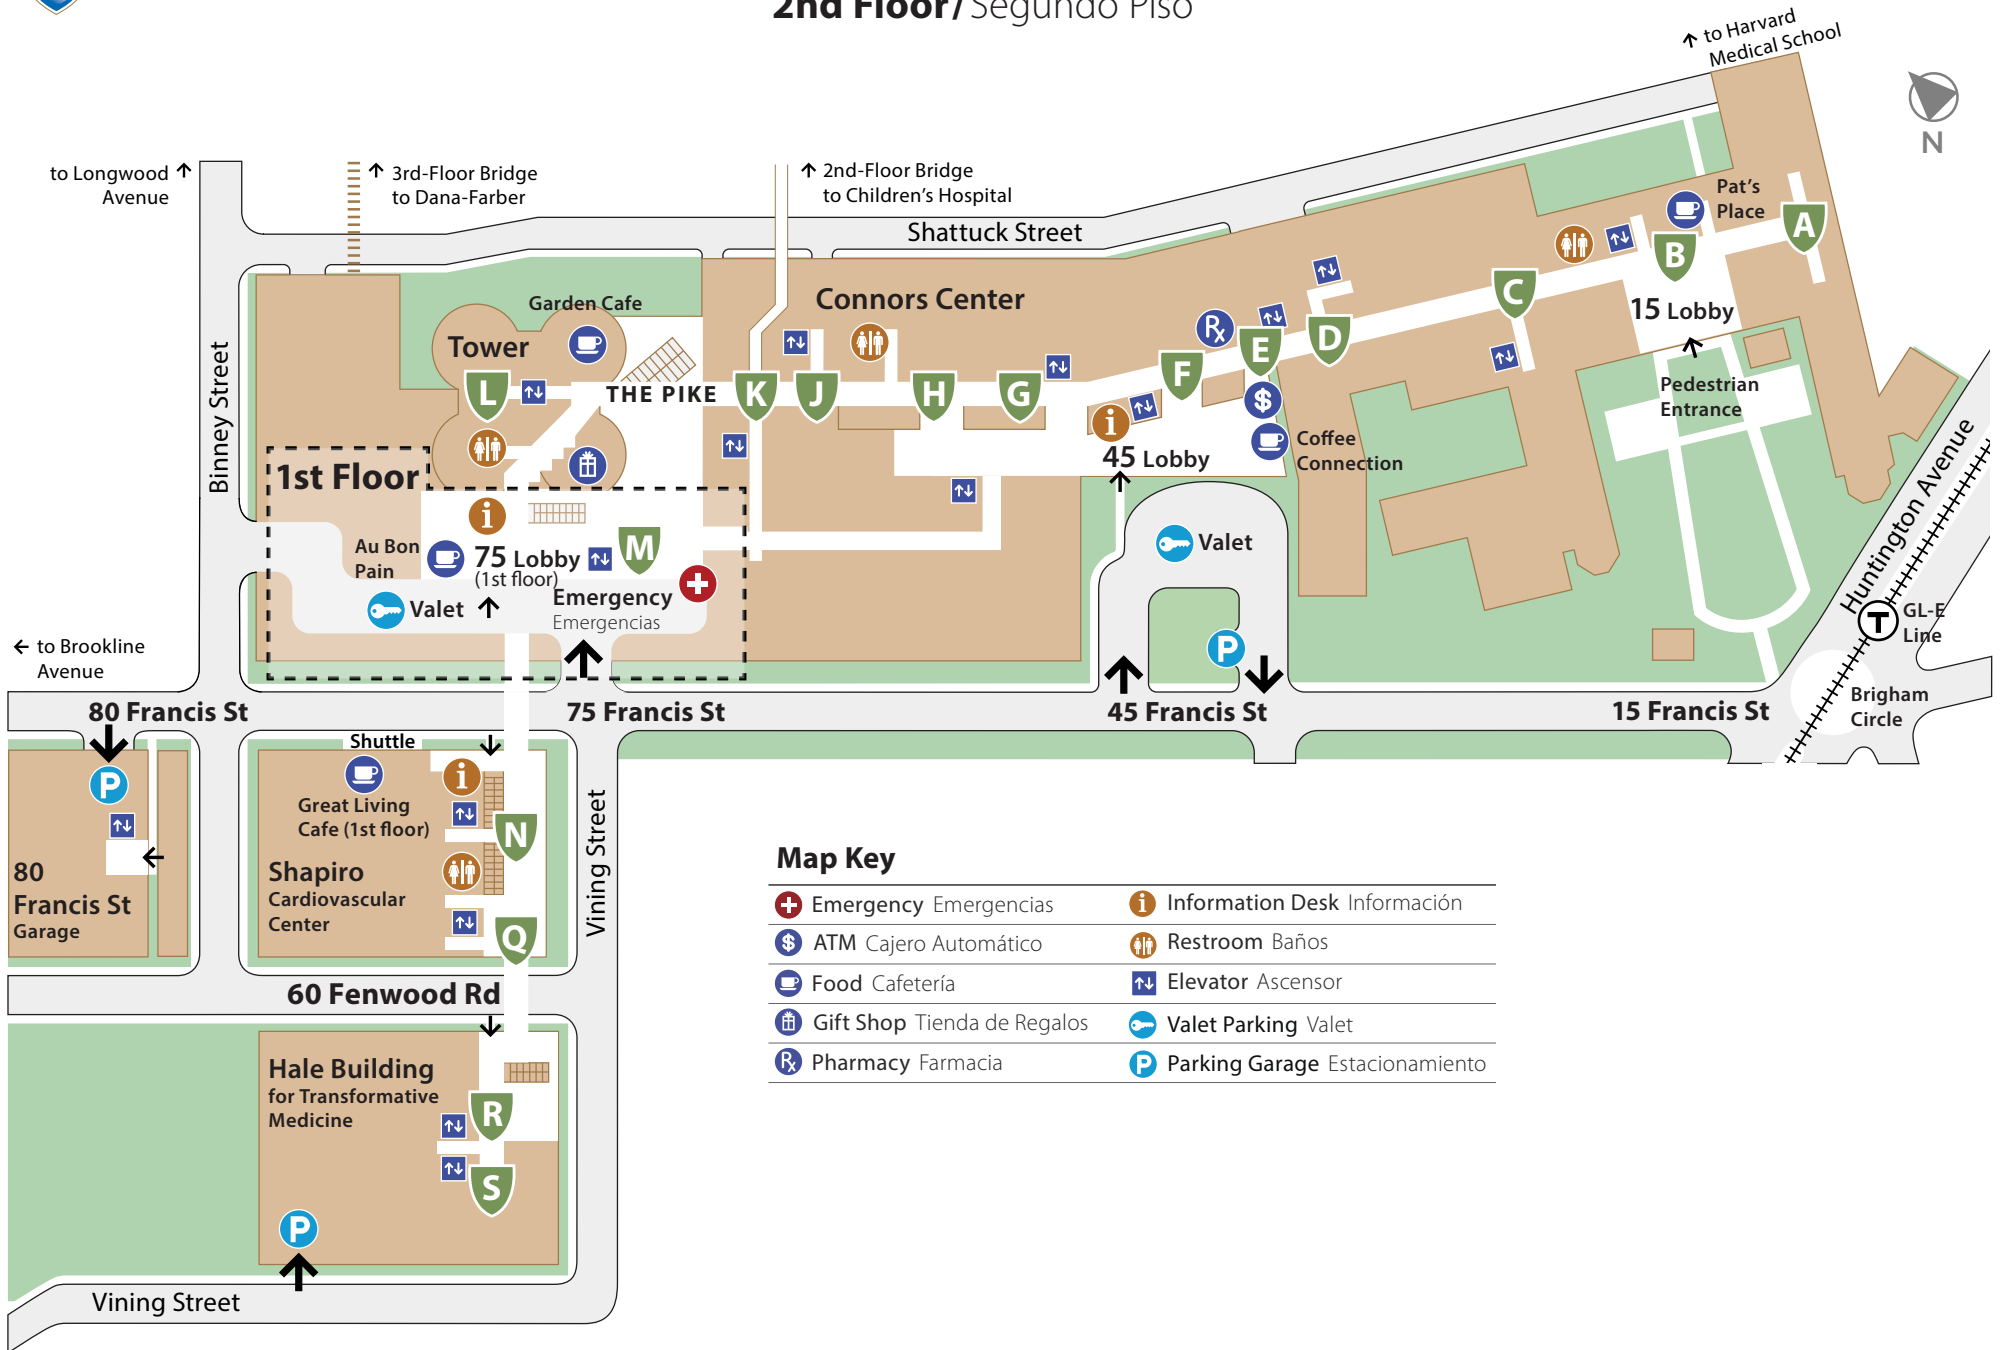 2nd Floor/Segundo Piso
↑ to Harvard
Medical School
N
to Longwood ↑
Avenue
↑ 3rd-Floor Bridge
to Dana-Farber
↑ 2nd-Floor Bridge
to Children's Hospital
Shattuck Street
Pat's
Place
A
B
C
15 Lobby
Pedestrian
Entrance
Garden Cafe
Connors Center
Tower
L
THE PIKE
K
J
H
G
F
E
D
Rx
$
i
45 Lobby
Coffee
Connection
Binney Street
1st Floor
i
Au Bon
Pain
75 Lobby
(1st floor)
M
Valet
Emergency
Emergencias
Valet
P
Huntington Avenue
T
GL-E
Line
Brigham
Circle
← to Brookline
Avenue
80 Francis St
75 Francis St
45 Francis St
15 Francis St
Shuttle
P
i
Great Living
Cafe (1st floor)
N
80
Francis St
Garage
Shapiro
Cardiovascular
Center
Q
Vining Street
60 Fenwood Rd
Hale Building
for Transformative
Medicine
R
S
P
Vining Street
Map Key
Emergency Emergencias
i Information Desk Información
$ ATM Cajero Automático
Restroom Baños
Food Cafetería
Elevator Ascensor
Gift Shop Tienda de Regalos
Valet Parking Valet
Rx Pharmacy Farmacia
P Parking Garage Estacionamiento